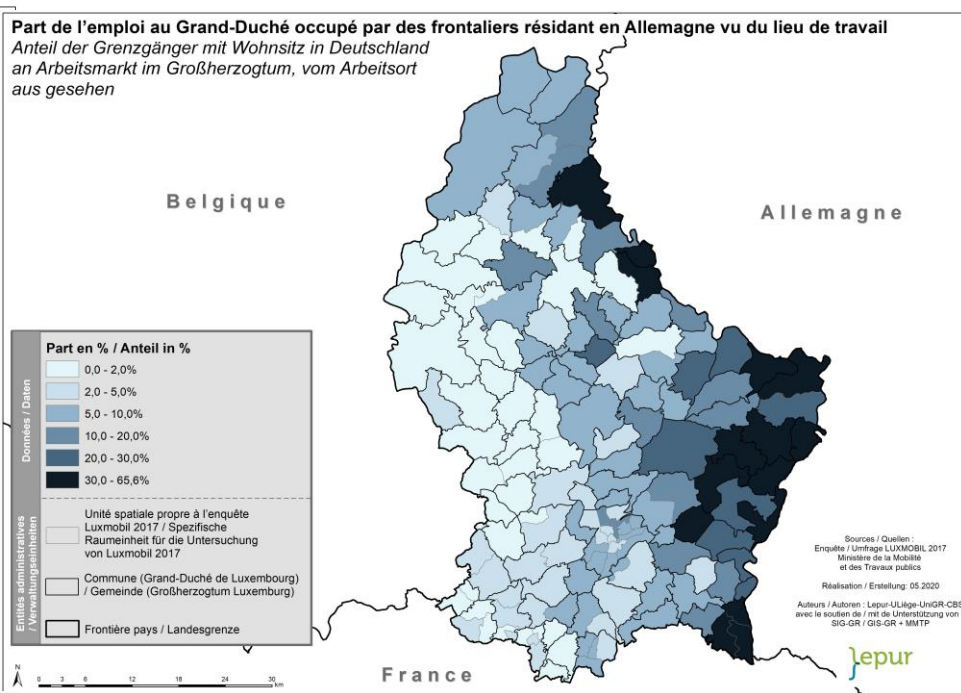 Part de l'emploi au Grand-Duché occupé par des frontaliers résidant en Allemagne vu du lieu de travail
Anteil der Grenzgänger mit Wohnsitz in Deutschland
an Arbeitsmarkt im Großherzogtum, vom Arbeitsort
aus gesehen
Belgique
Allemagne
Données / Daten
Part en % / Anteil in %
0,0 - 2,0%
2,0 - 5,0%
5,0 - 10,0%
10,0 - 20,0%
20,0 - 30,0%
30,0 - 65,6%
Entités administratives
/ Verwaltungseinheiten
Unité spatiale propre à l'enquête
Luxmobil 2017 / Spezifische
Raumeinheit für die Untersuchung
von Luxmobil 2017
Commune (Grand-Duché de Luxembourg)
/ Gemeinde (Großherzogtum Luxemburg)
Frontière pays / Landesgrenze
Sources / Quellen :
Enquête / Umfrage LUXMOBIL 2017
Ministère de la Mobilité
et des Travaux publics
Réalisation / Erstellung: 05.2020
Auteurs / Autoren : Lepur-ULiège-UniGR-CBS
avec le soutien de / mit de Unterstützung von
SIG-GR / GIS-GR + MMTP
lepur
France
N
0 3 6 12 18 24 30
km